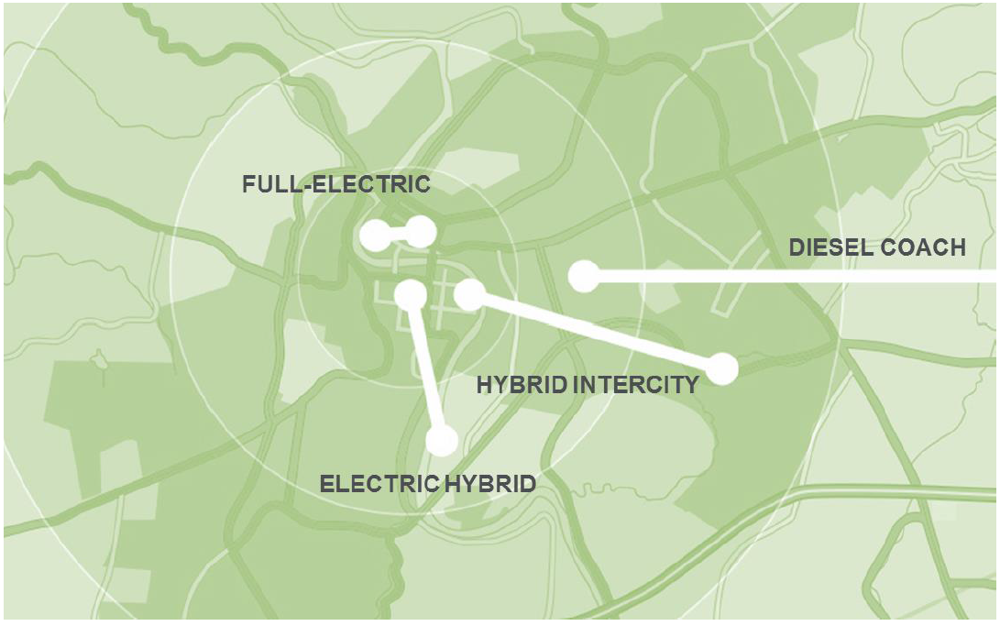 FULL-ELECTRIC
DIESEL COACH
HYBRID INTERCITY
ELECTRIC HYBRID